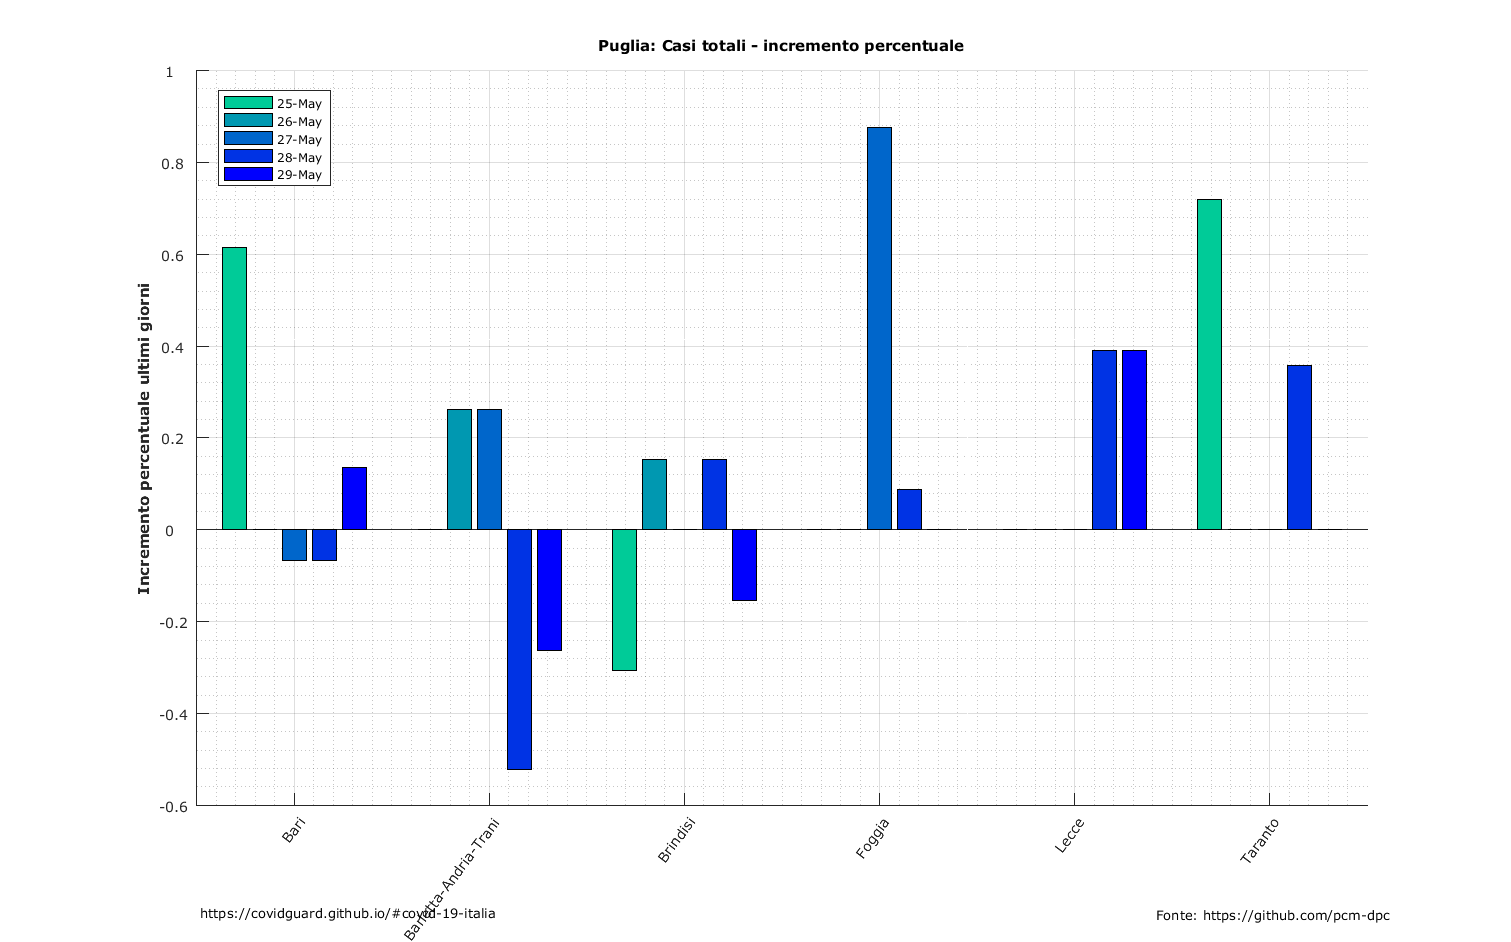 Puglia: Casi totali - incremento percentuale
Incremento percentuale ultimi giorni
1
0.8
0.6
0.4
0.2
0
-0.2
-0.4
-0.6
25-May
26-May
27-May
28-May
29-May
Bari
Barletta-Andria-Trani
Brindisi
Foggia
Lecce
Taranto
https://covidguard.github.io/#covid-19-italia
Fonte: https://github.com/pcm-dpc